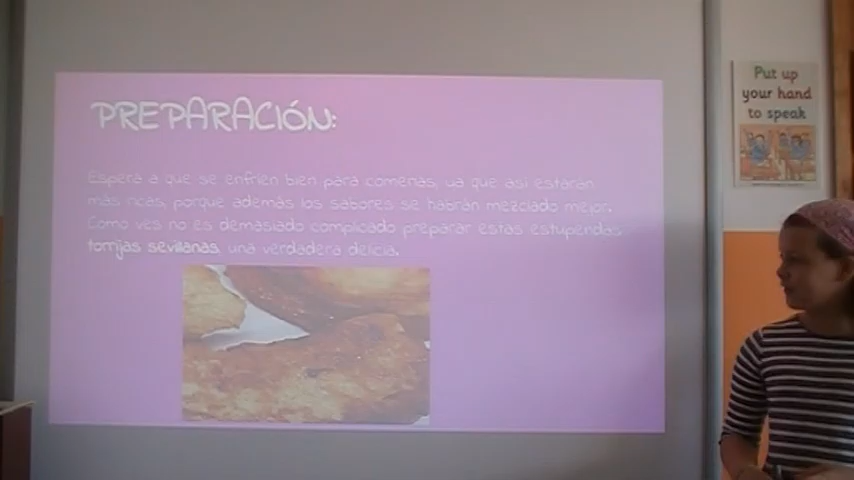 PREPARACIÓN:
Espera a que se enfríen bien para comerlas, ya que así estarán
más ricas, porque además los sabores se habrán mezclado mejor.
Como ves no es demasiado complicado preparar estas estupendas
torrijas sevillanas, una verdadera delicia.
Put up
your hand
to speak